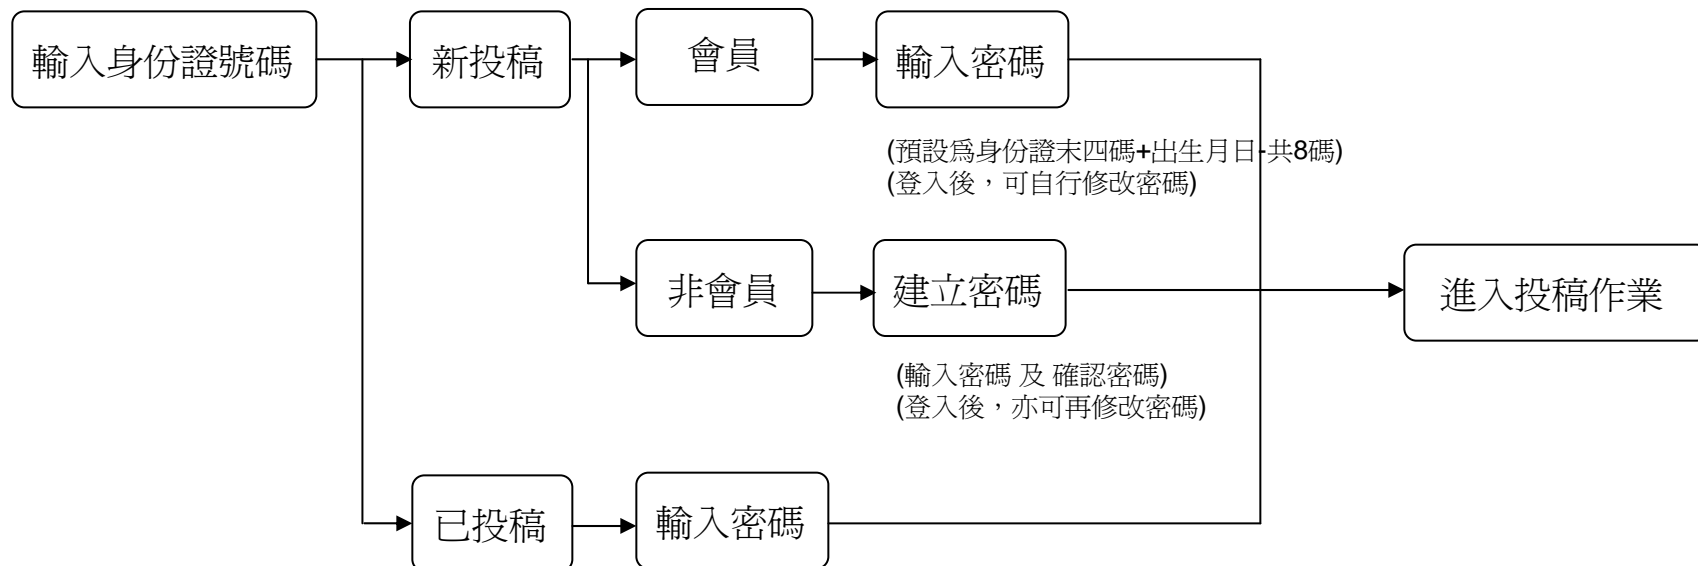 輸入身份證號碼
新投稿
會員
輸入密碼
(預設爲身份證末四碼+出生月日-共8碼)
(登入後，可自行修改密碼)
非會員
建立密碼
進入投稿作業
(輸入密碼 及 確認密碼)
(登入後，亦可再修改密碼)
已投稿
輸入密碼